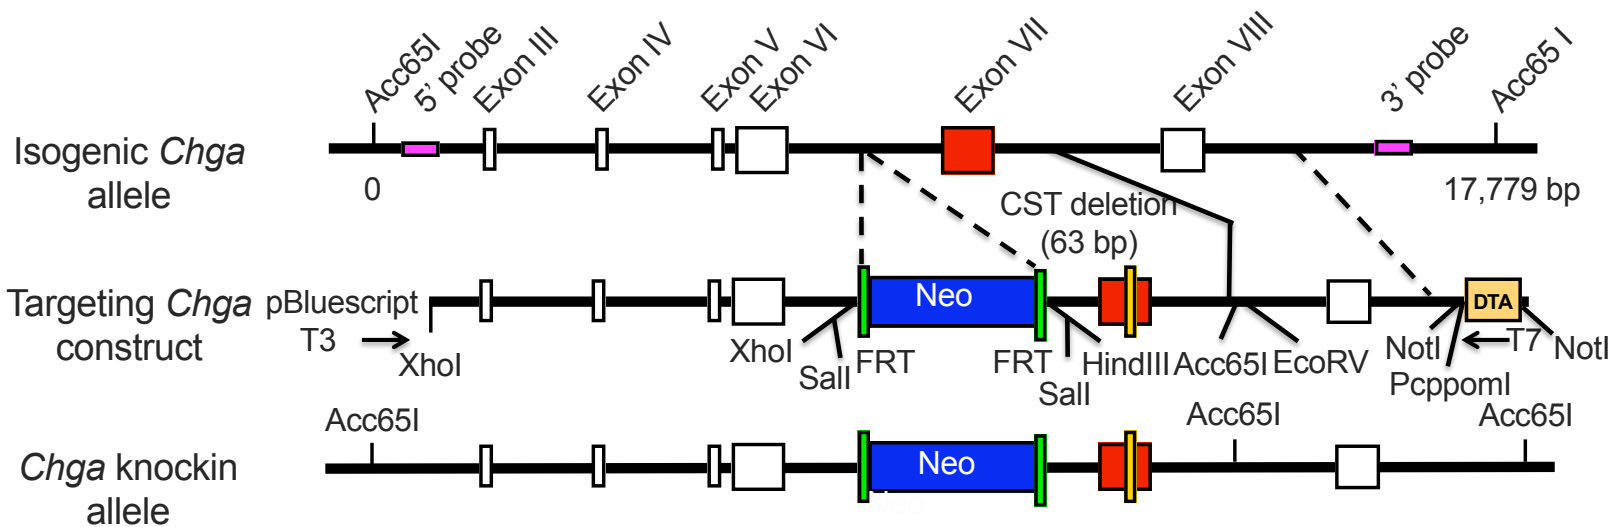 Acc65I
5' probe
Exon III
Exon IV
Exon V
Exon VI
Exon VII
Exon VIII
3' probe
Acc65 I
Isogenic Chga
allele
0
17,779 bp
CST deletion
(63 bp)
Targeting Chga
construct
pBluescript
T3
XhoI
Neo
DTA
XhoI
SalI
FRT
FRT
SalI
HindIII
Acc65I
EcoRV
NotI
T7
NotI
PcppomI
Acc65I
Acc65I
Acc65I
Chga knockin
allele
Neo